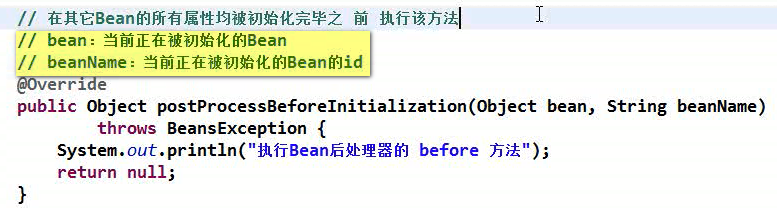 // 在其它Bean的所有属性均被初始化完毕之 前 执行该方法
// bean：当前正在被初始化的Bean
// beanName：当前正在被初始化的Bean的id
@Override
public Object postProcessBeforeInitialization(Object bean, String beanName)
throws BeansException {
System.out.println("执行Bean后处理器的 before 方法");
return null;
}